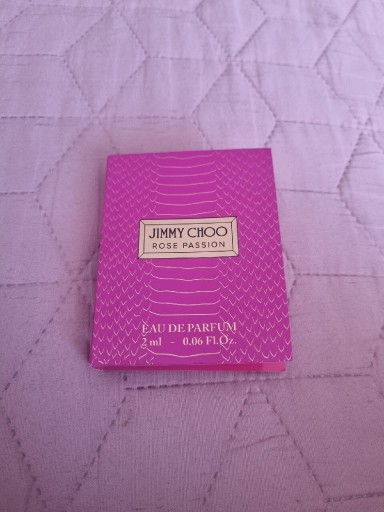 JIMMY CHOO
ROSE PASSION
EAU DE PARFUM
2 ml - 0.06 Fl.Oz.